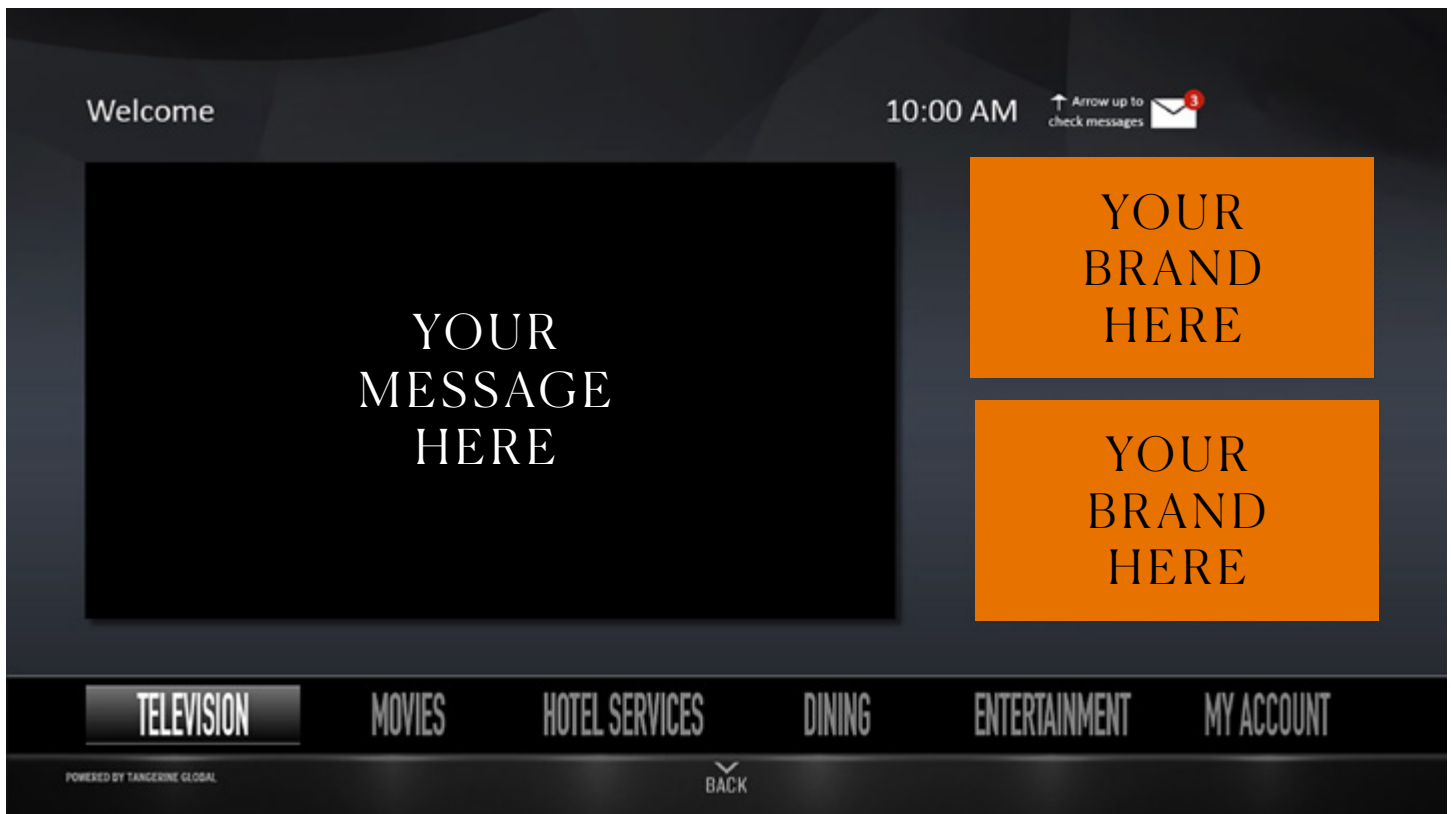 Welcome
10:00 AM
↑ Arrow up to
check messages
3
YOUR
MESSAGE
HERE
YOUR
BRAND
HERE
YOUR
BRAND
HERE
TELEVISION
MOVIES
HOTEL SERVICES
DINING
ENTERTAINMENT
MY ACCOUNT
POWERED BY TANGERINE GLOBAL
BACK